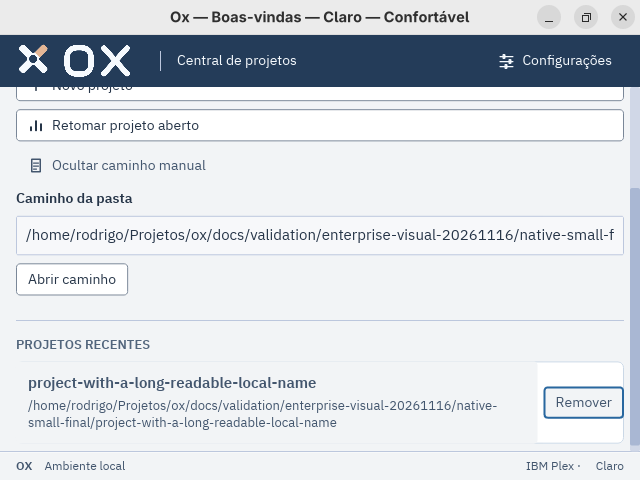 Ox — Boas-vindas — Claro — Confortável
OX
Central de projetos
Configurações
Novo projeto
Retomar projeto aberto
Ocultar caminho manual
Caminho da pasta
/home/rodrigo/Projetos/ox/docs/validation/enterprise-visual-20261116/native-small-f
Abrir caminho
PROJETOS RECENTES
project-with-a-long-readable-local-name
/home/rodrigo/Projetos/ox/docs/validation/enterprise-visual-20261116/native-
small-final/project-with-a-long-readable-local-name
Remover
OX Ambiente local
IBM Plex · Claro